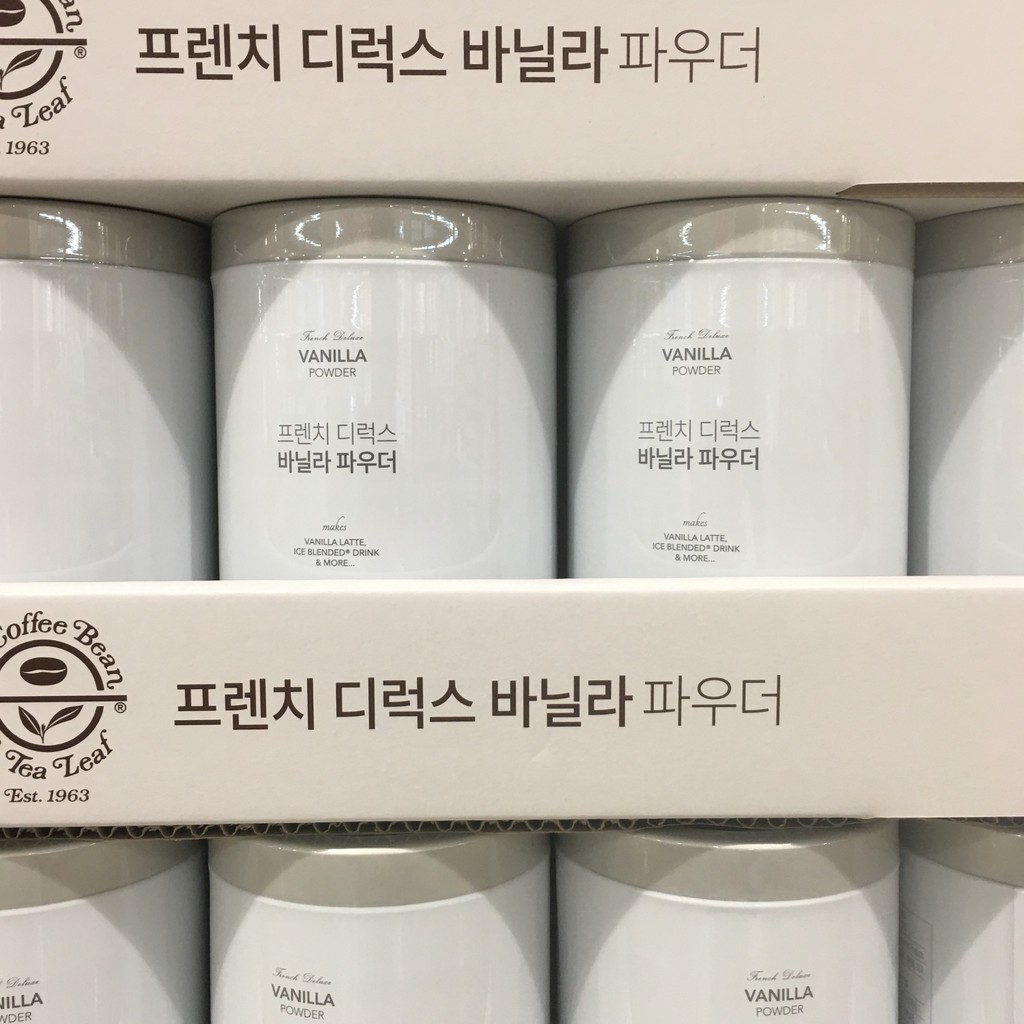 ean
a Leaf
®
1963
프렌치 디럭스 바닐라 파우더
French Deluxe
VANILLA
POWDER
프렌치 디럭스
바닐라 파우더
makes
VANILLA LATTE,
ICE BLENDED® DRINK
& MORE...
French Deluxe
VANILLA
POWDER
프렌치 디럭스
바닐라 파우더
makes
VANILLA LATTE,
ICE BLENDED® DRINK
& MORE...
Coffee Bean
®
Tea Leaf
Est. 1963
프렌치 디럭스 바닐라 파우더
Deluxe
NILLA
WDER
French Deluxe
VANILLA
POWDER
French Deluxe
VANILLA
POWDER